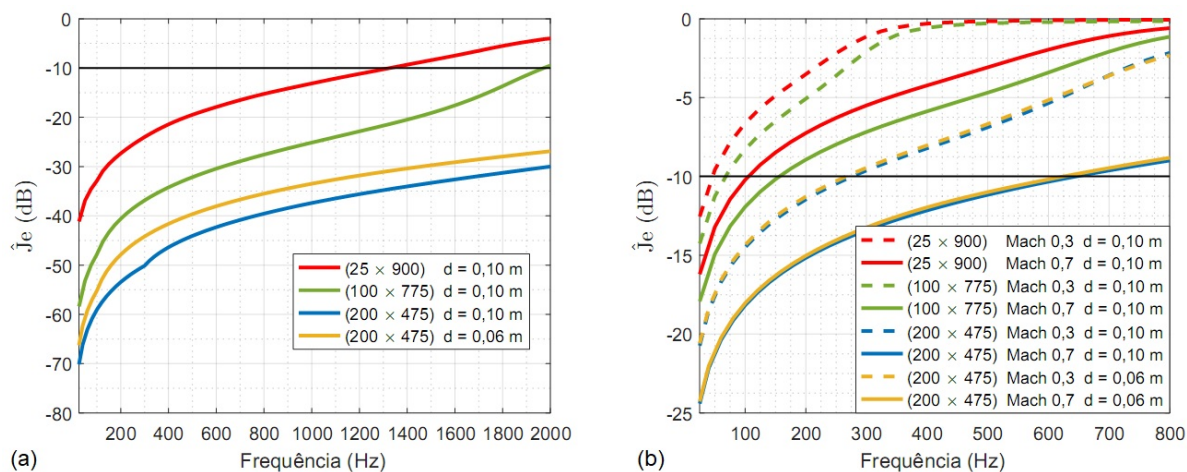 Ĵe (dB)
0
-10
-20
-30
-40
-50
-60
-70
-80
(25 × 900) d = 0,10 m
(100 × 775) d = 0,10 m
(200 × 475) d = 0,10 m
(200 × 475) d = 0,06 m
200 400 600 800 1000 1200 1400 1600 1800 2000
(a) Frequência (Hz)
Ĵe (dB)
0
-5
-10
-15
-20
-25
(25 × 900) Mach 0,3 d = 0,10 m
(25 × 900) Mach 0,7 d = 0,10 m
(100 × 775) Mach 0,3 d = 0,10 m
(100 × 775) Mach 0,7 d = 0,10 m
(200 × 475) Mach 0,3 d = 0,10 m
(200 × 475) Mach 0,7 d = 0,10 m
(200 × 475) Mach 0,3 d = 0,06 m
(200 × 475) Mach 0,7 d = 0,06 m
100 200 300 400 500 600 700 800
(b) Frequência (Hz)